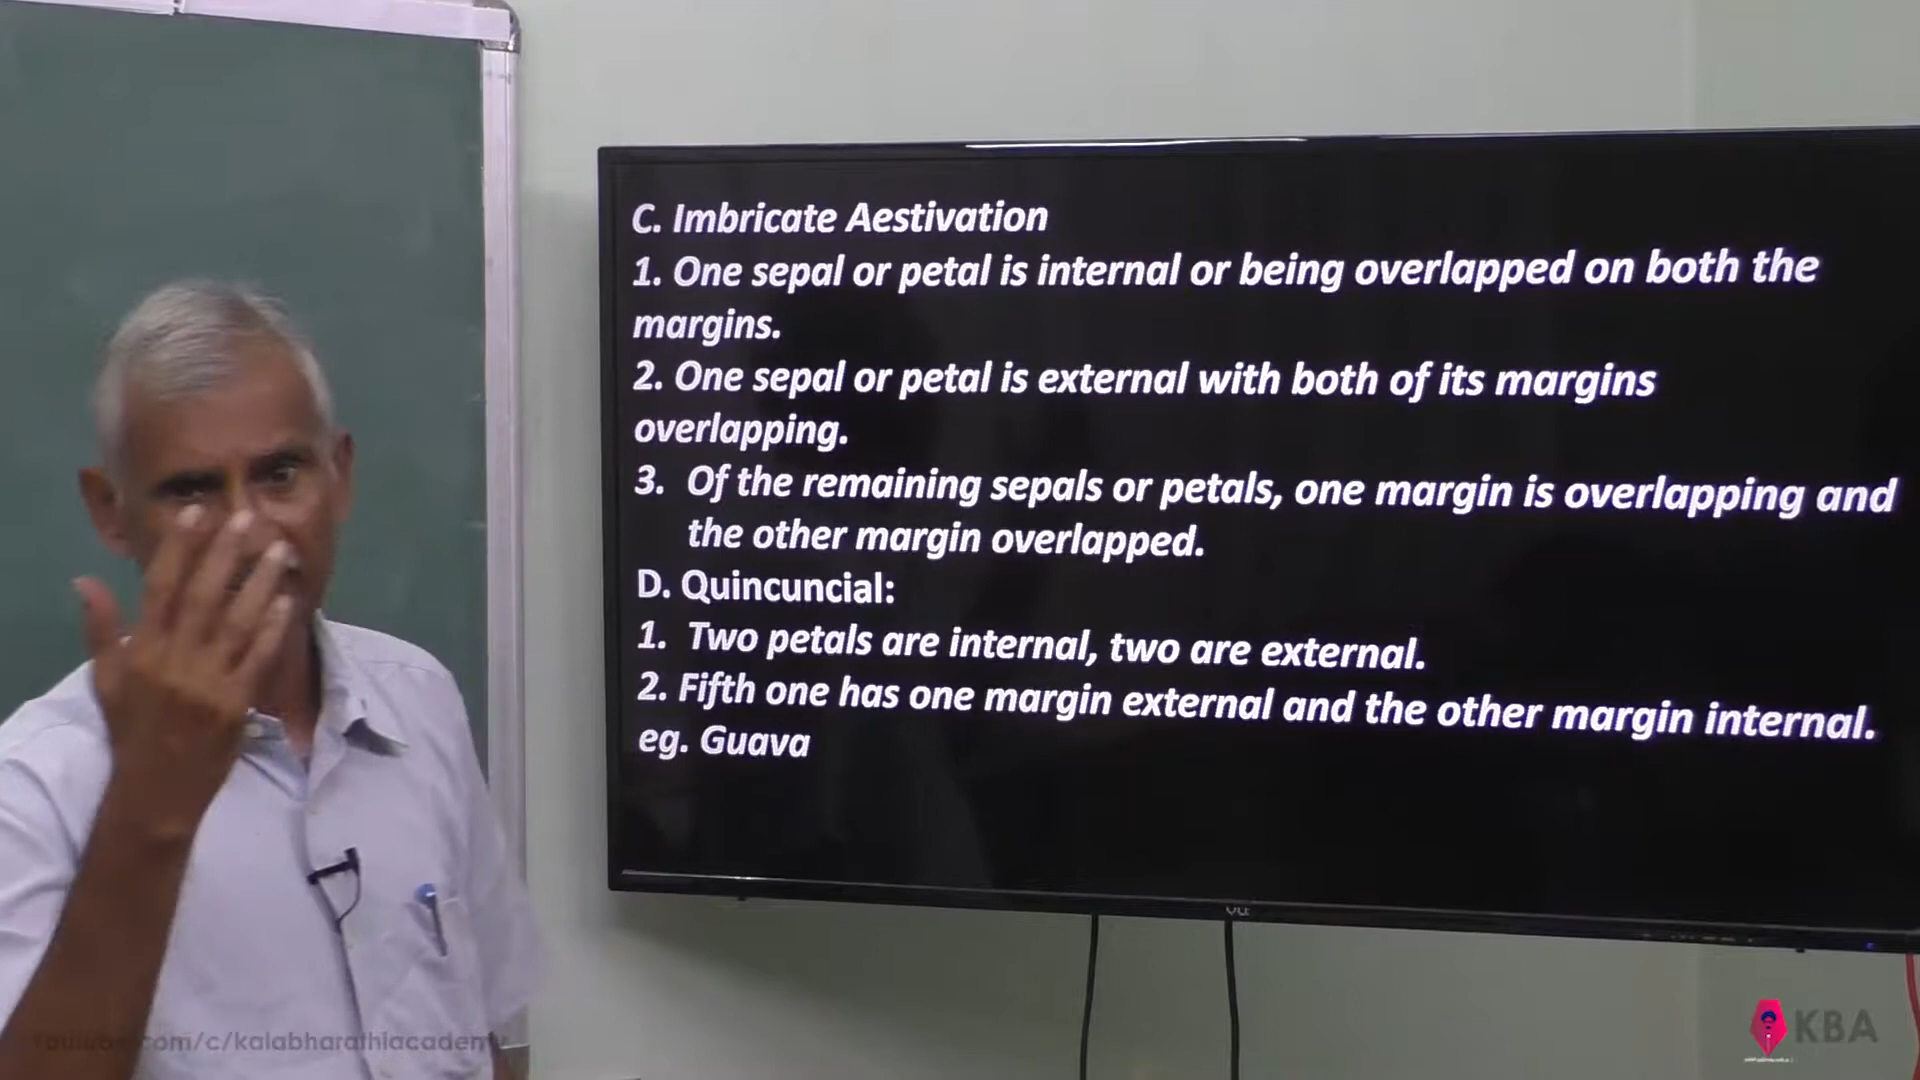 C. Imbricate Aestivation
1. One sepal or petal is internal or being overlapped on both the
margins.
2. One sepal or petal is external with both of its margins
overlapping.
3. Of the remaining sepals or petals, one margin is overlapping and
the other margin overlapped.
D. Quincuncial:
1. Two petals are internal, two are external.
2. Fifth one has one margin external and the other margin internal.
eg. Guava
Youtube.com/c/kalabharathiacademy
KBA